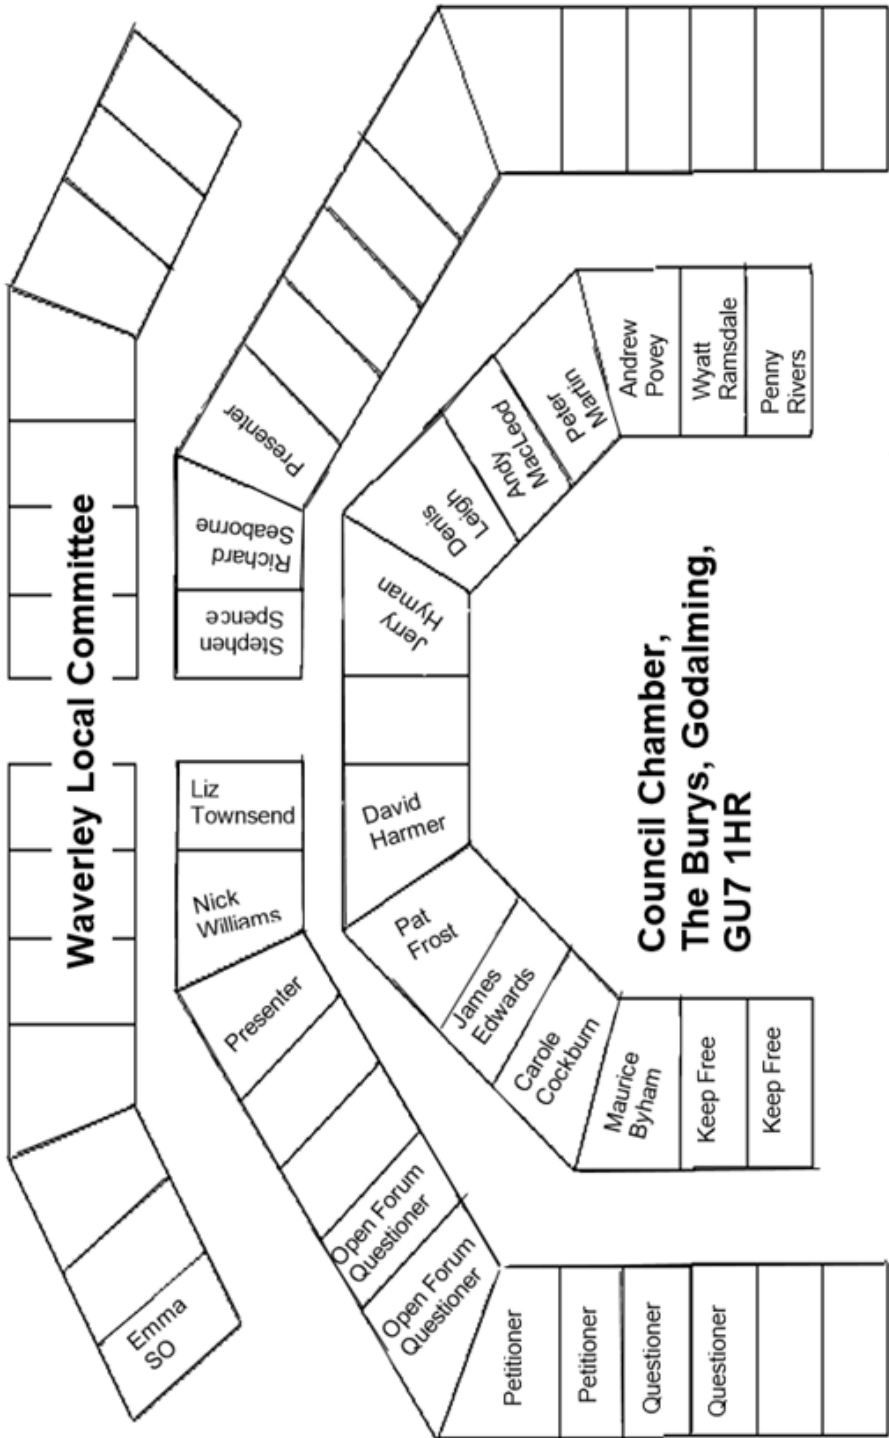 Waverley Local Committee
Emma
SO
Liz
Townsend
Nick
Williams
Presenter
Open Forum
Questioner
Open Forum
Questioner
Petitioner
Petitioner
Questioner
Questioner
Stephen
Spence
Richard
Seaborne
Presenter
David
Harmer
Pat
Frost
James
Edwards
Carole
Cockburn
Maurice
Byham
Keep Free
Keep Free
Jerry
Hyman
Denis
Leigh
Andy
MacLeod
Peter
Martin
Andrew
Povey
Wyatt
Ramsdale
Penny
Rivers
Council Chamber,
The Burys, Godalming,
GU7 1HR